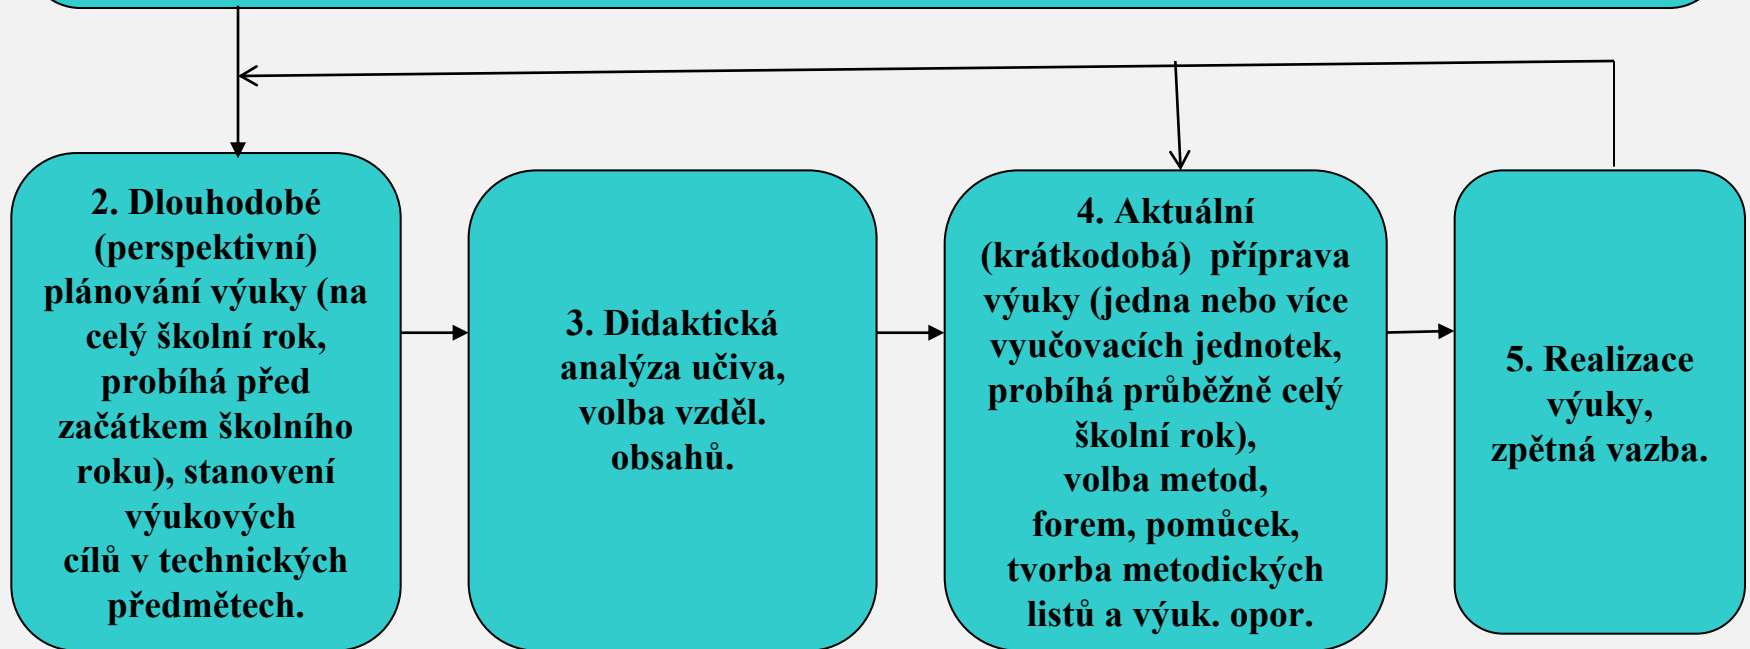 2. Dlouhodobé
(perspektivní)
plánování výuky (na
celý školní rok,
probíhá před
začátkem školního
roku), stanovení
výukových
cílů v technických
předmětech.
3. Didaktická
analýza učiva,
volba vzděl.
obsahů.
4. Aktuální
(krátkodobá)  příprava
výuky (jedna nebo více
vyučovacích jednotek,
probíhá průběžně celý
školní rok),
volba metod,
forem, pomůcek,
tvorba metodických
listů a výuk. opor.
5. Realizace
výuky,
zpětná vazba.